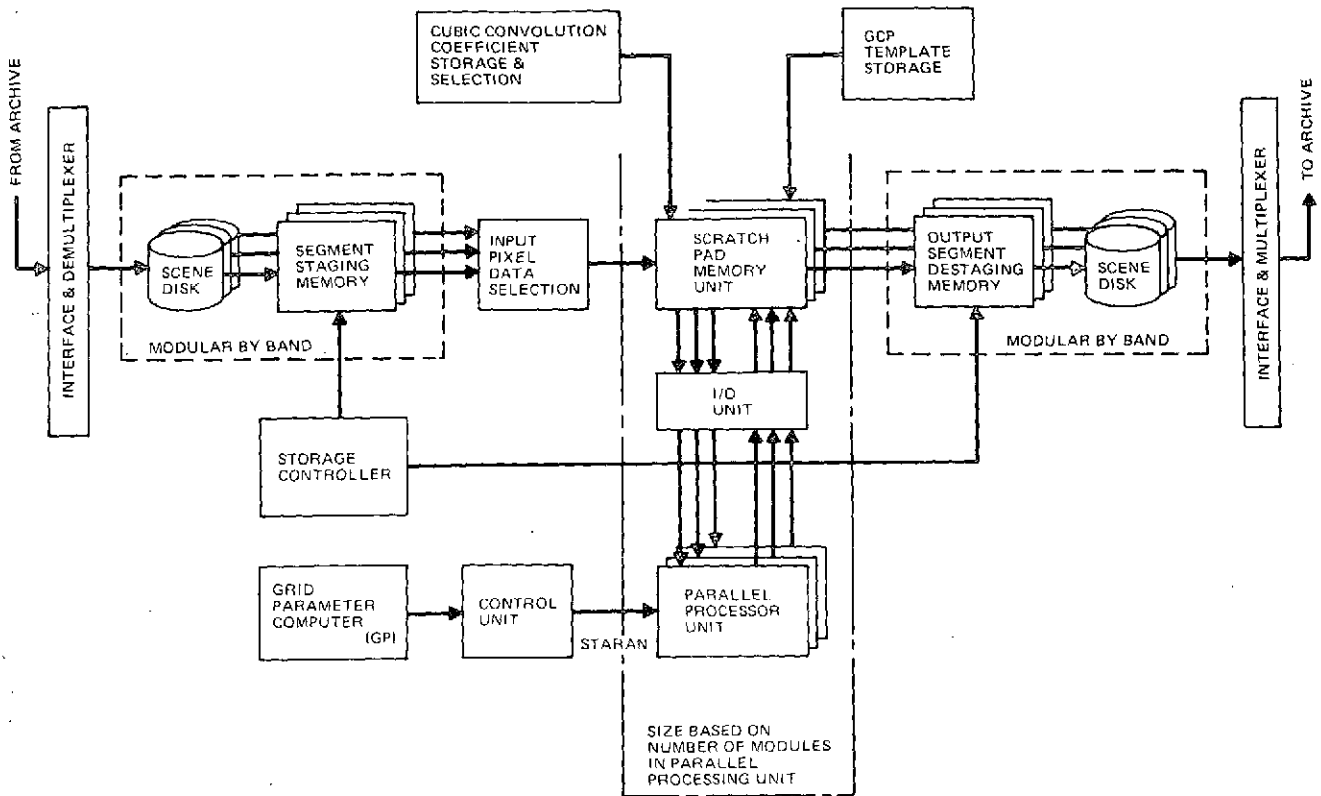 CUBIC CONVOLUTION
COEFFICIENT
STORAGE &
SELECTION
GCP
TEMPLATE
STORAGE
FROM ARCHIVE
INTERFACE & DEMULTIPLEXER
SCENE
DISK
SEGMENT
STAGING
MEMORY
MODULAR BY BAND
INPUT
PIXEL
DATA
SELECTION
SCRATCH
PAD
MEMORY
UNIT
OUTPUT
SEGMENT
DESTAGING
MEMORY
SCENE
DISK
MODULAR BY BAND
INTERFACE & MULTIPLEXER
TO ARCHIVE
I/O
UNIT
STORAGE
CONTROLLER
GRID
PARAMETER
COMPUTER
(GP)
CONTROL
UNIT
STARAN
PARALLEL
PROCESSOR
UNIT
SIZE BASED ON
NUMBER OF MODULES
IN PARALLEL
PROCESSING UNIT